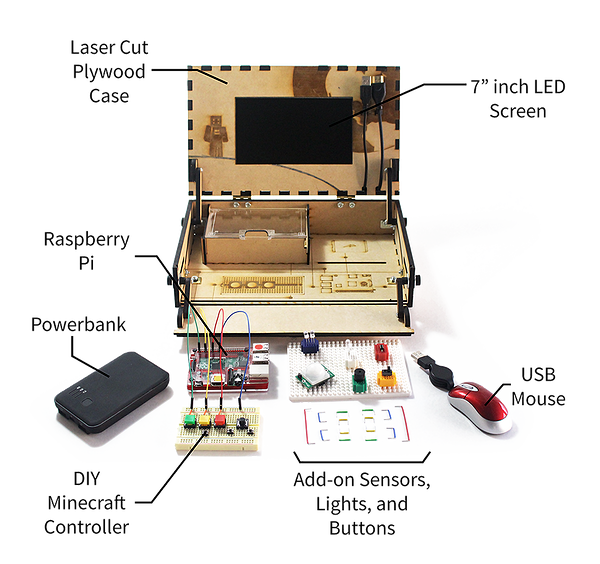 Laser Cut
Plywood
Case
7” inch LED
Screen
Raspberry
Pi
Powerbank
USB
Mouse
DIY
Minecraft
Controller
Add-on Sensors,
Lights, and
Buttons